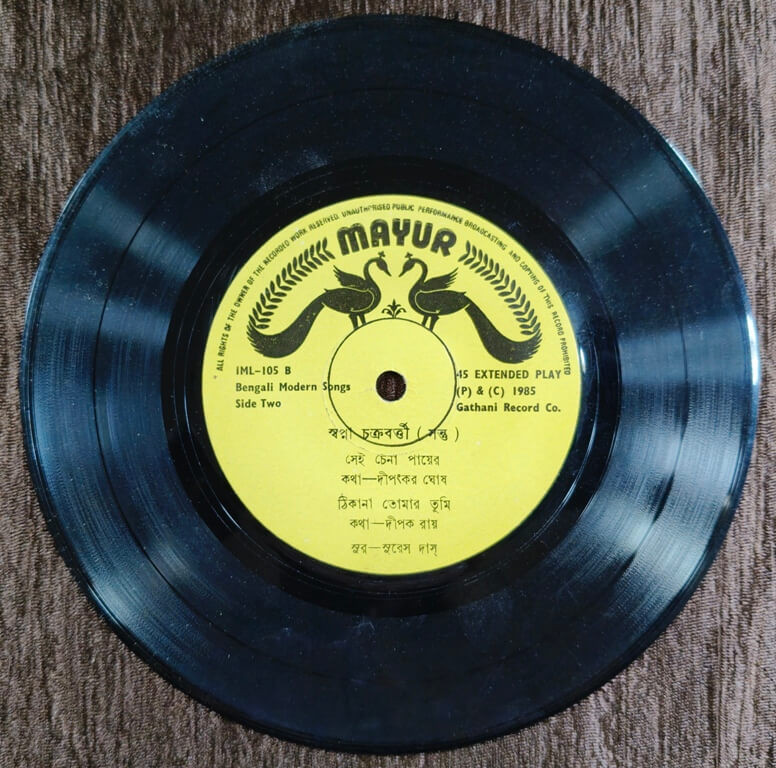 ALL RIGHTS OF THE OWNER OF THE RECORDED WORK RESERVED. UNAUTHORISED PUBLIC PERFORMANCE BROADCASTING AND COPYING OF THIS RECORD PROHIBITED
MAYUR
IML-105 B
Bengali Modern Songs
Side Two
45 EXTENDED PLAY
(P) & (C) 1985
Gathani Record Co.
স্বপ্না চক্রবর্ত্তী ( সন্তু )
সেই চেনা পায়ের
কথা—দীপংকর ঘোষ
ঠিকানা তোমার তুমি
কথা—দীপক রায়
সুর—সুরেস দাস্